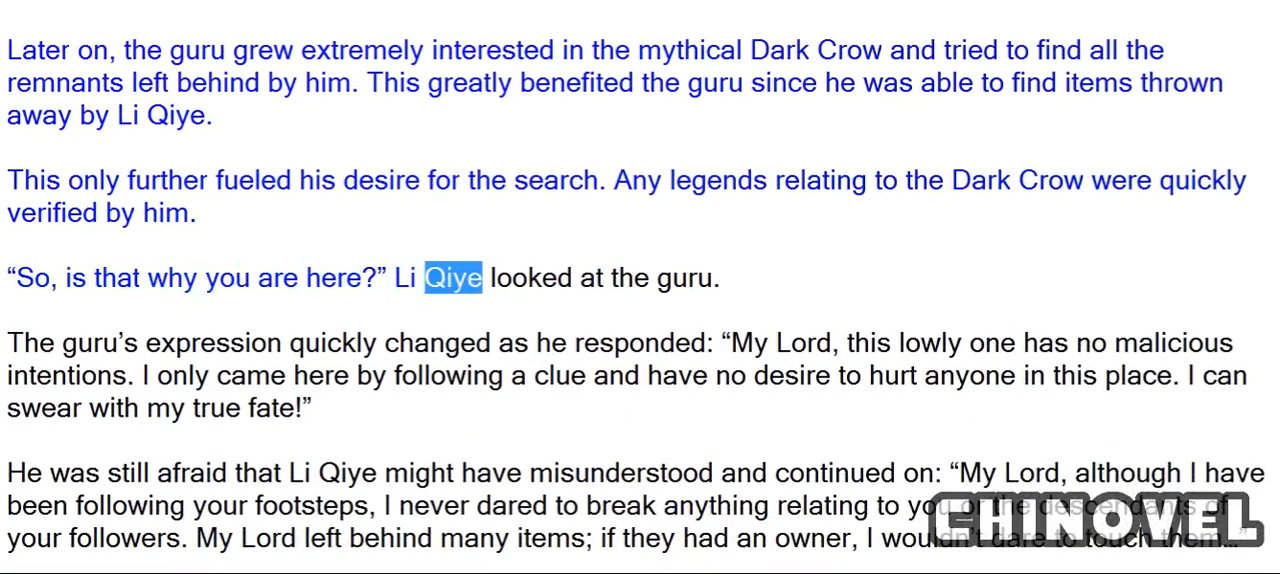 Later on, the guru grew extremely interested in the mythical Dark Crow and tried to find all the
remnants left behind by him. This greatly benefited the guru since he was able to find items thrown
away by Li Qiye.
This only further fueled his desire for the search. Any legends relating to the Dark Crow were quickly
verified by him.
“So, is that why you are here?” Li Qiye looked at the guru.
The guru’s expression quickly changed as he responded: “My Lord, this lowly one has no malicious
intentions. I only came here by following a clue and have no desire to hurt anyone in this place. I can
swear with my true fate!”
He was still afraid that Li Qiye might have misunderstood and continued on: “My Lord, although I have
been following your footsteps, I never dared to break anything relating to you or the descendants of
your followers. My Lord left behind many items; if they had an owner, I wouldn’t dare to touch them…”
CHINOVEL